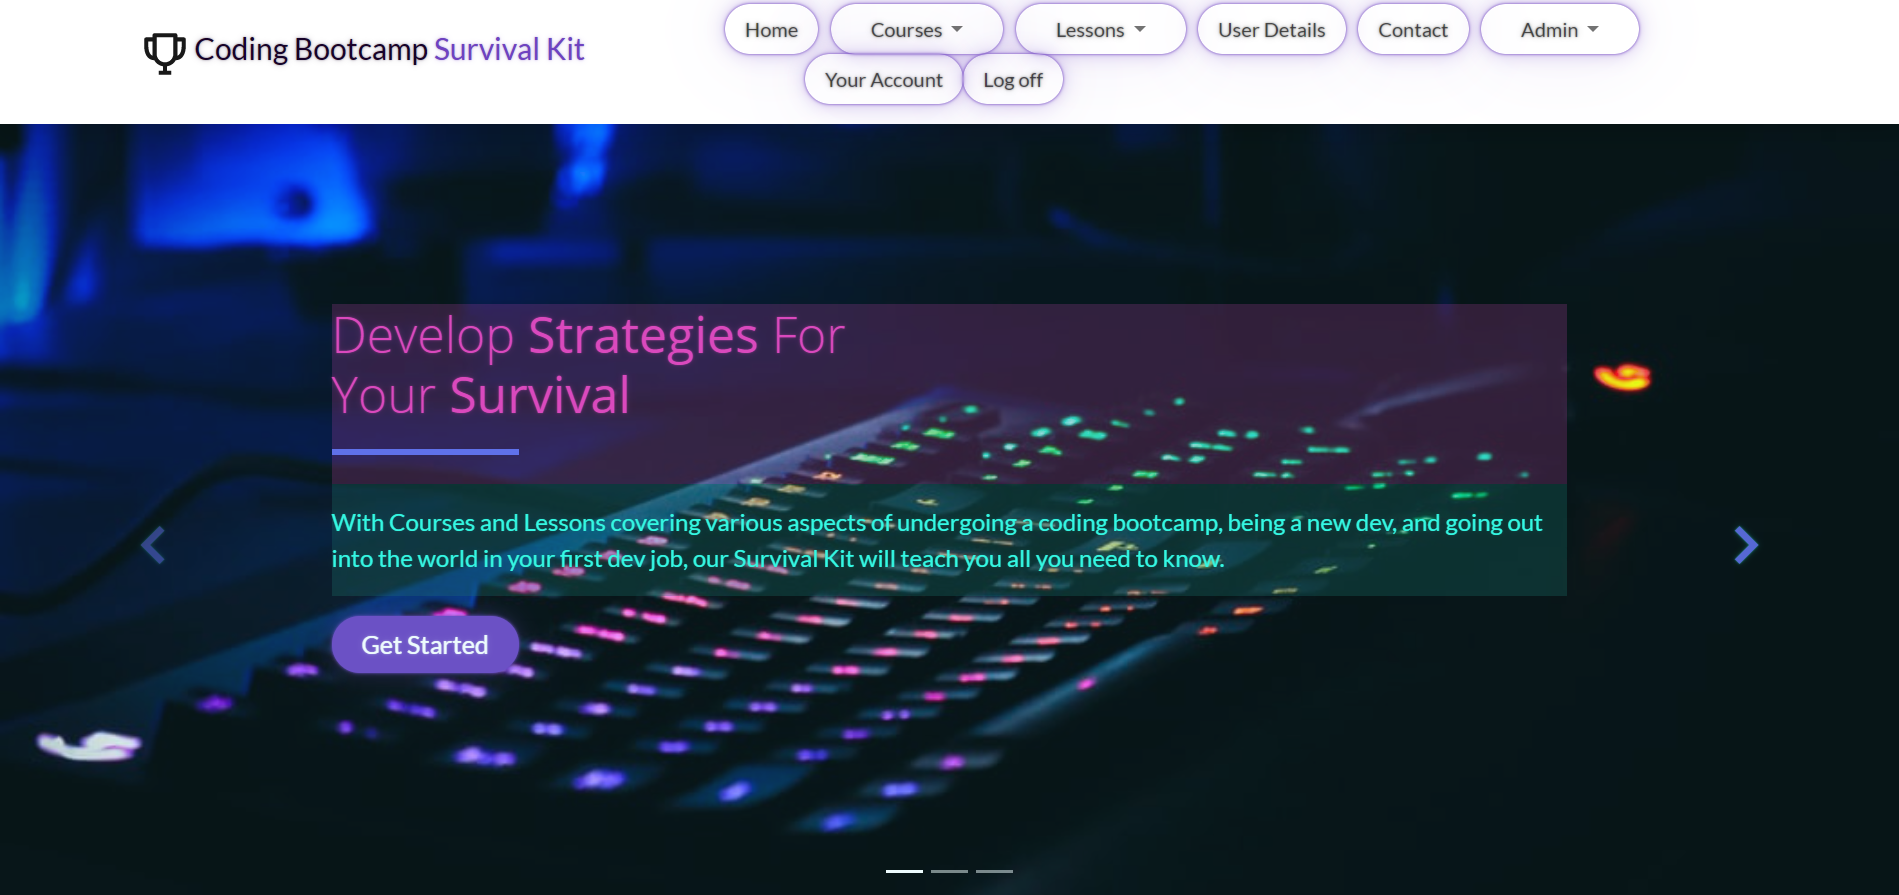 Coding Bootcamp Survival Kit
Home Courses Lessons User Details Contact Admin
Your Account Log off
Develop Strategies For
Your Survival
With Courses and Lessons covering various aspects of undergoing a coding bootcamp, being a new dev, and going out
into the world in your first dev job, our Survival Kit will teach you all you need to know.
Get Started